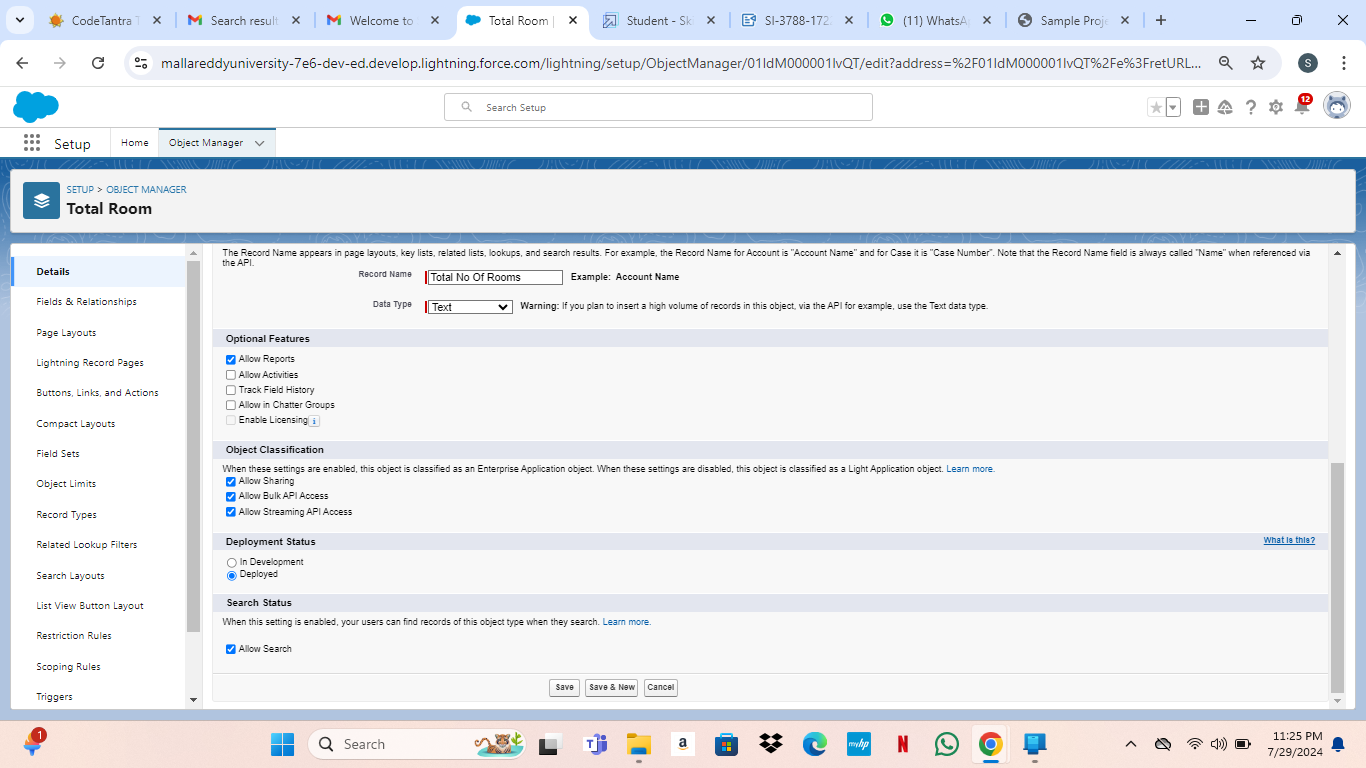 CodeTantra T
Search result
Welcome to
Total Room |
Student - Sk
SI-3788-172
(11) WhatsA
Sample Proj
mallareddyuniversity-7e6-dev-ed.develop.lightning.force.com/lightning/setup/ObjectManager/01IdM000001lvQT/edit?address=%2F01IdM000001lvQT%2Fe%3FretURL...
S
Search Setup
12
Setup
Home
Object Manager
SETUP > OBJECT MANAGER
Total Room
Details
Fields & Relationships
Page Layouts
Lightning Record Pages
Buttons, Links, and Actions
Compact Layouts
Field Sets
Object Limits
Record Types
Related Lookup Filters
Search Layouts
List View Button Layout
Restriction Rules
Scoping Rules
Triggers
The Record Name appears in page layouts, key lists, related lists, lookups, and search results. For example, the Record Name for Account is "Account Name" and for Case it is "Case Number". Note that the Record Name field is always called "Name" when referenced via
the API.
Record Name Total No Of Rooms Example: Account Name
Data Type Text Warning: If you plan to insert a high volume of records in this object, via the API for example, use the Text data type.
Optional Features
Allow Reports
Allow Activities
Track Field History
Allow in Chatter Groups
Enable Licensing i
Object Classification
When these settings are enabled, this object is classified as an Enterprise Application object. When these settings are disabled, this object is classified as a Light Application object. Learn more.
Allow Sharing
Allow Bulk API Access
Allow Streaming API Access
Deployment Status What is this?
In Development
Deployed
Search Status
When this setting is enabled, your users can find records of this object type when they search. Learn more.
Allow Search
Save Save & New Cancel
1
Search
11:25 PM
7/29/2024